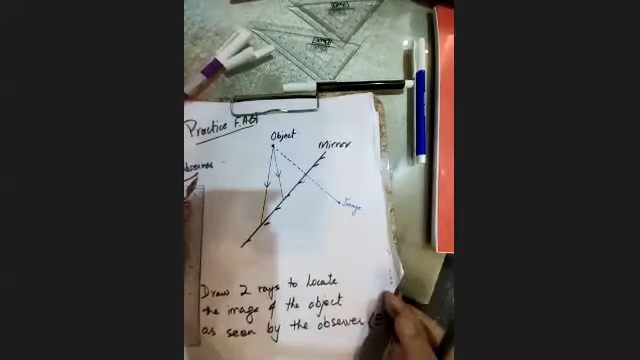 Practice
Object
Mirror
Observer
Image
Draw 2 rays to locate
the image of the object
as seen by the observer